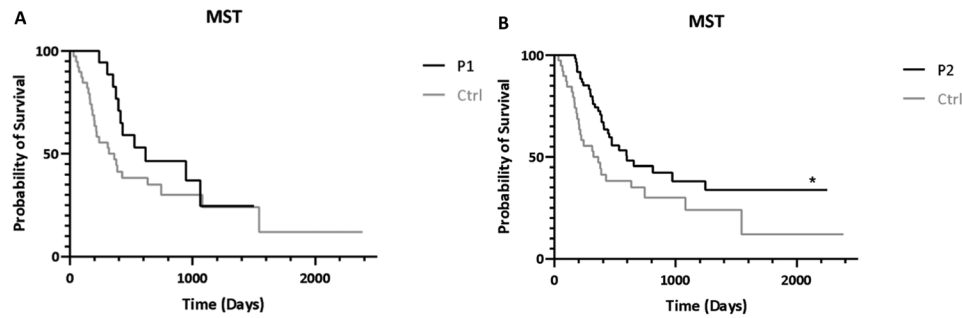 A
MST
Probability of Survival
100
50
0
0
1000
2000
Time (Days)
P1
Ctrl
B
MST
Probability of Survival
100
50
0
0
1000
2000
Time (Days)
P2
Ctrl
*